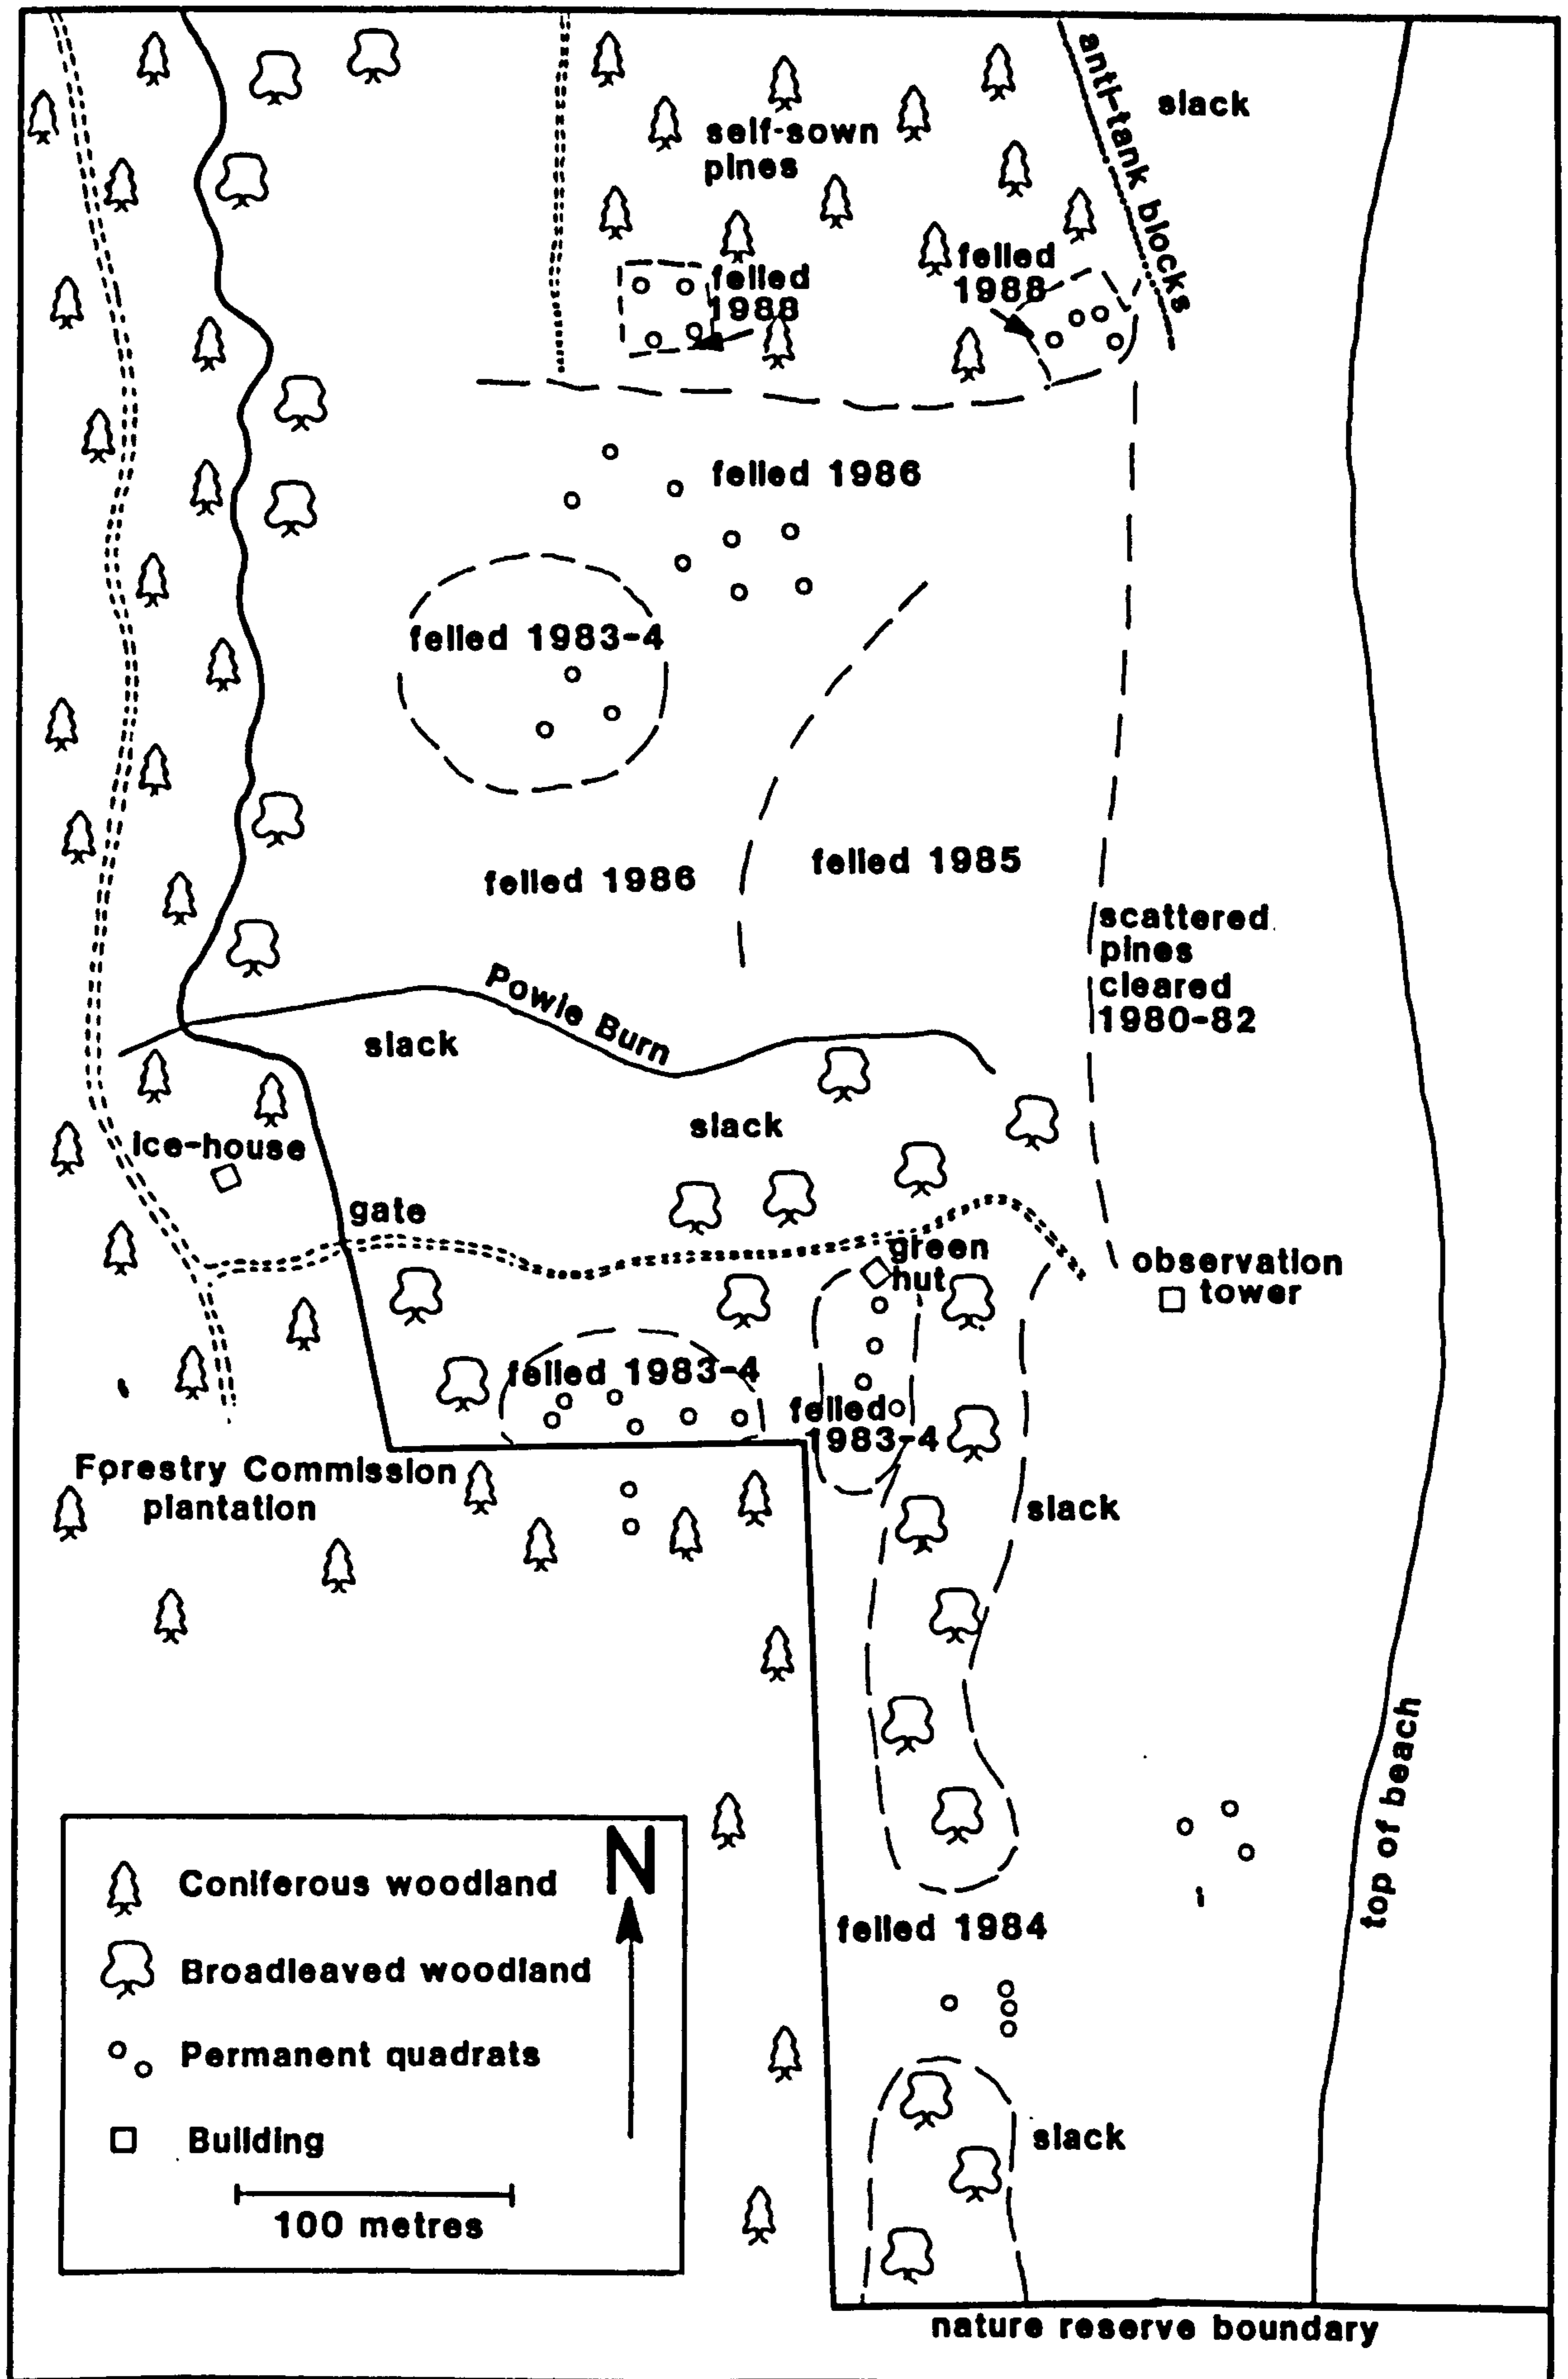 anti-tank blocks
slack
self-sown
pines
felled
1988
felled
1988
felled 1986
felled 1983-4
felled 1986
felled 1985
scattered
pines
cleared
1980-82
Powie Burn
slack
slack
ice-house
gate
green
hut
observation
tower
felled 1983-4
felled
1983-4
Forestry Commission
plantation
slack
top of beach
felled 1984
slack
nature reserve boundary
N
Coniferous woodland
Broadleaved woodland
Permanent quadrats
Building
100 metres